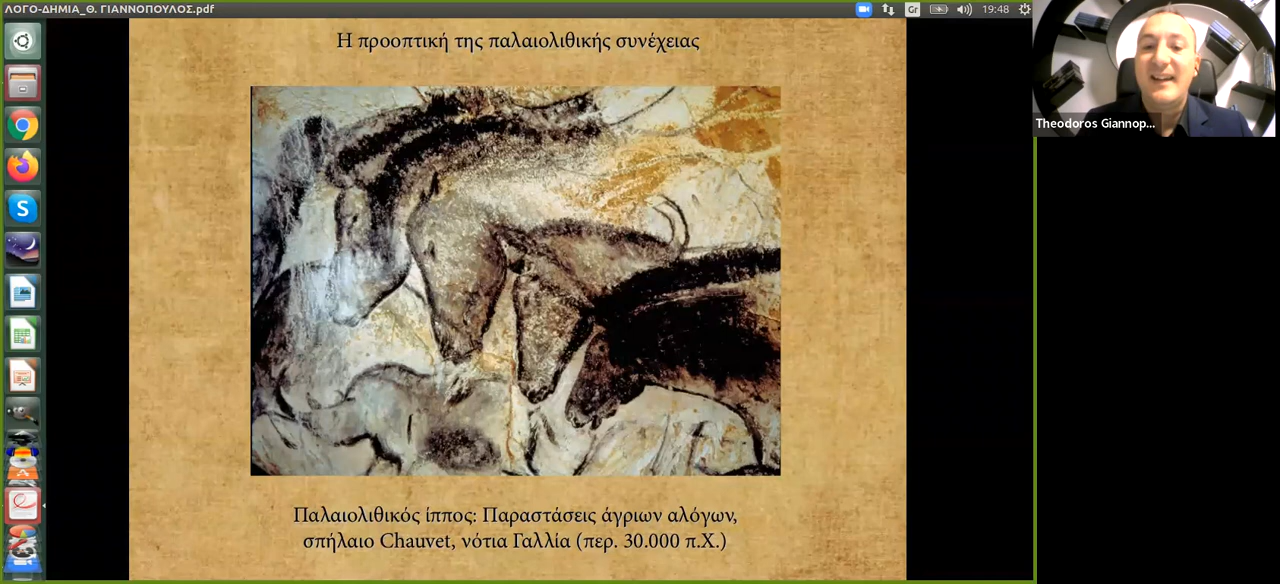 ΛΟΓΟ-ΔΗΜΙΑ_Θ. ΓΙΑΝΝΟΠΟΥΛΟΣ.pdf
Gr
19:48
Η προοπτική της παλαιολιθικής συνέχειας
Theodoros Giannop...
Παλαιολιθικός ίππος: Παραστάσεις άγριων αλόγων,
σπήλαιο Chauvet, νότια Γαλλία (περ. 30.000 π.Χ.)